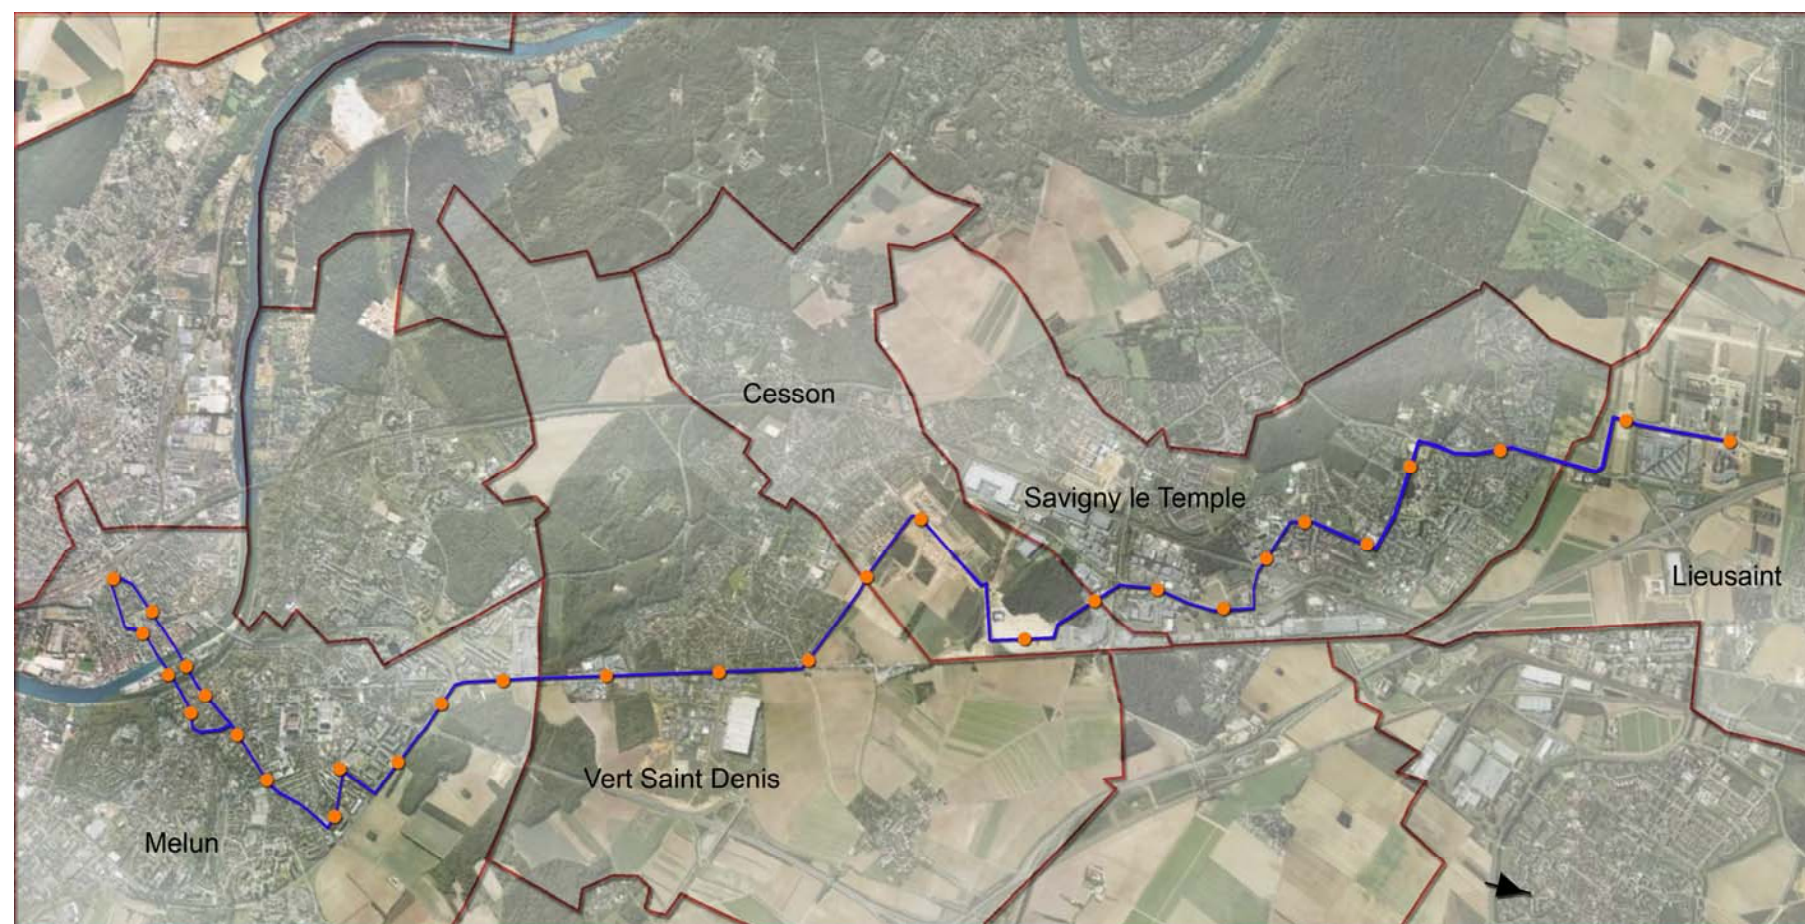 Cesson
Savigny le Temple
Lieusaint
Vert Saint Denis
Melun